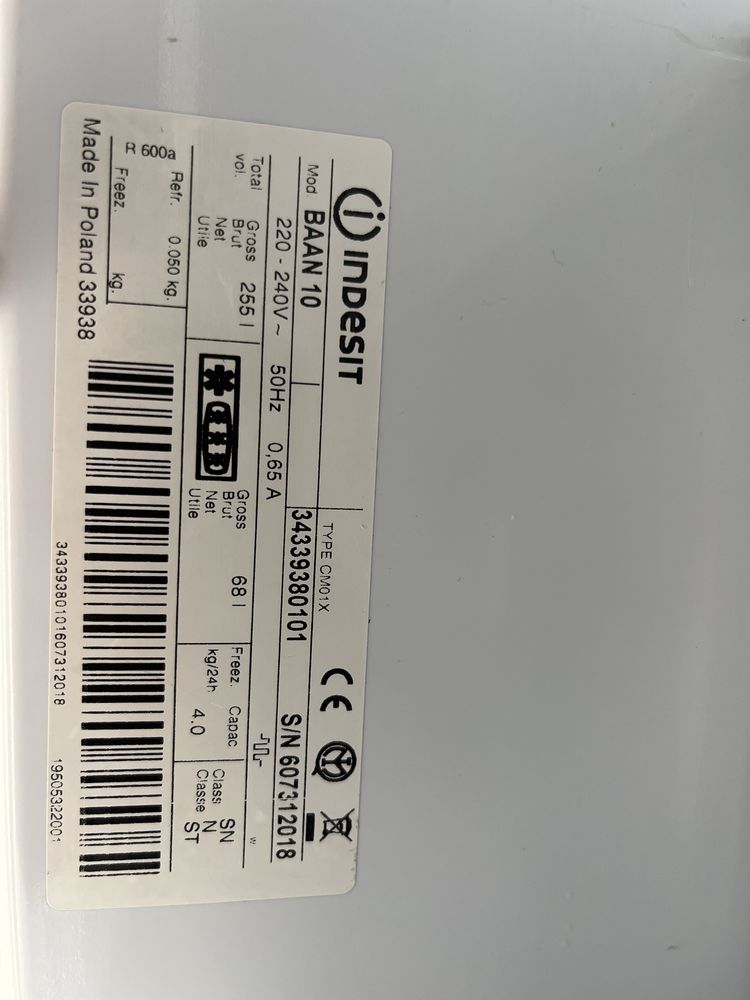 INDESIT
TYPE CM01X
Mod. BAAN 10 34339380101 S/N 607312018
220 - 240V~ 50Hz 0,65 A W
Total vol. Gross Brut Net Utile 255 l
Gross Brut Net Utile 68 l
Freez. Capac kg/24h 4.0
Class Classe SN N ST
R 600a
Refr. 0.050 kg.
Freez. kg.
Made In Poland 33938
34339380101607312018 19505322001